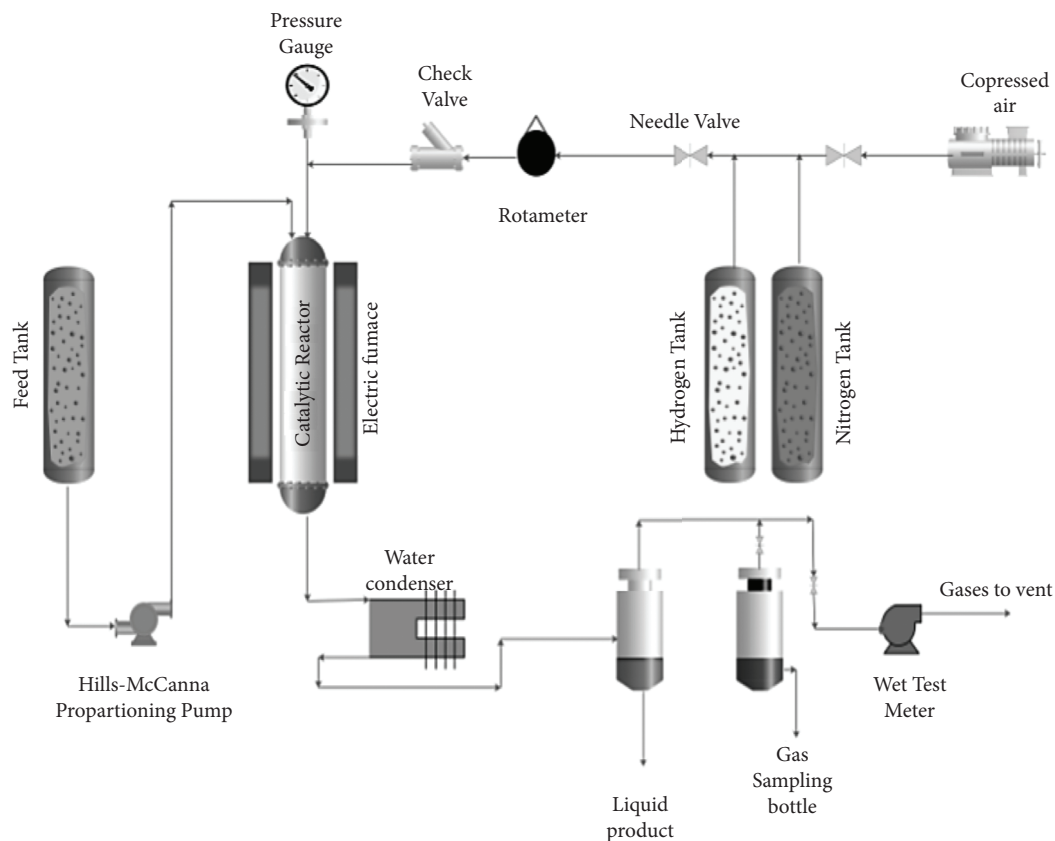 Pressure
Gauge
Check
Valve
Needle Valve
Copressed
air
Rotameter
Feed Tank
Catalytic Reactor
Electric fumace
Hydrogen Tank
Nitrogen Tank
Water
condenser
Gases to vent
Hills-McCanna
Propartioning Pump
Wet Test
Meter
Gas
Sampling
bottle
Liquid
product